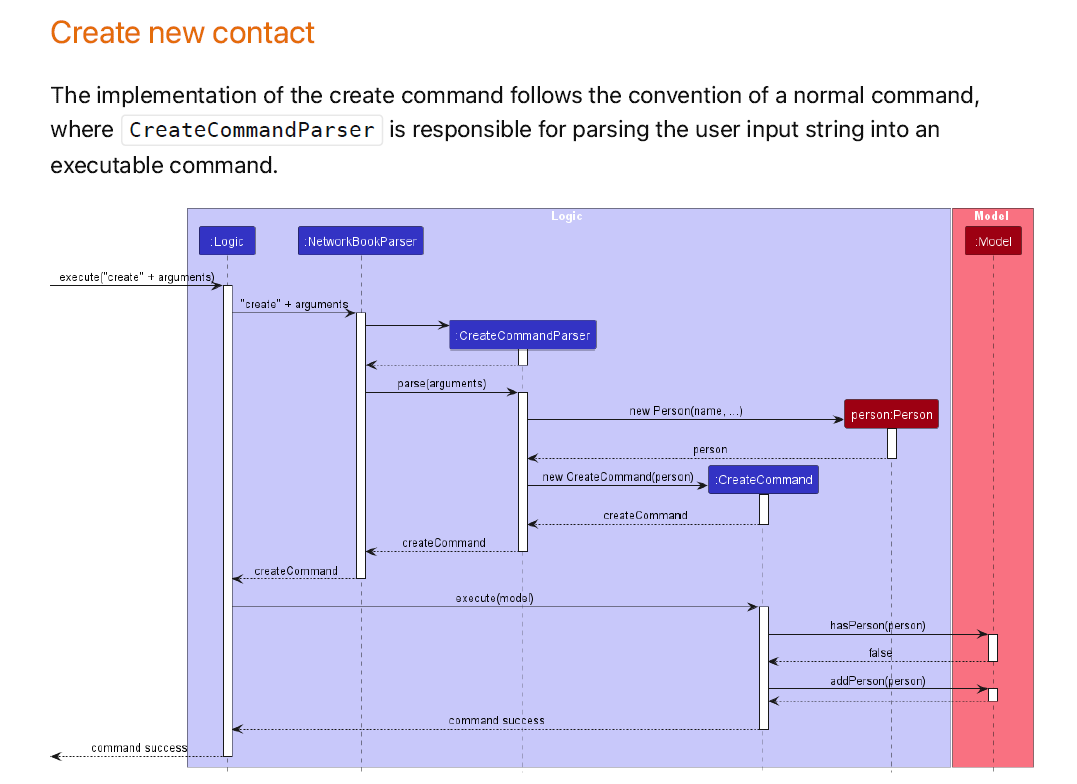 Create new contact
The implementation of the create command follows the convention of a normal command,
where CreateCommandParser is responsible for parsing the user input string into an
executable command.
Logic
Model
:Logic
:NetworkBookParser
:Model
execute("create" + arguments)
"create" + arguments
:CreateCommandParser
parse(arguments)
new Person(name, ...)
person:Person
person
new CreateCommand(person)
:CreateCommand
createCommand
createCommand
createCommand
execute(model)
hasPerson(person)
false
addPerson(person)
command success
command success